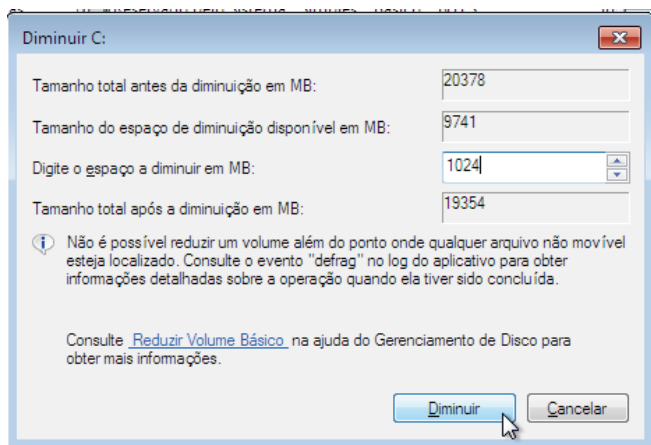 Diminuir C:
Tamanho total antes da diminuição em MB: 20378
Tamanho do espaço de diminuição disponível em MB: 9741
Digite o espaço a diminuir em MB: 1024
Tamanho total após a diminuição em MB: 19354
Não é possível reduzir um volume além do ponto onde qualquer arquivo não movível
esteja localizado. Consulte o evento "defrag" no log do aplicativo para obter
informações detalhadas sobre a operação quando ela tiver sido concluída.
Consulte Reduzir Volume Básico na ajuda do Gerenciamento de Disco para
obter mais informações.
Diminuir Cancelar